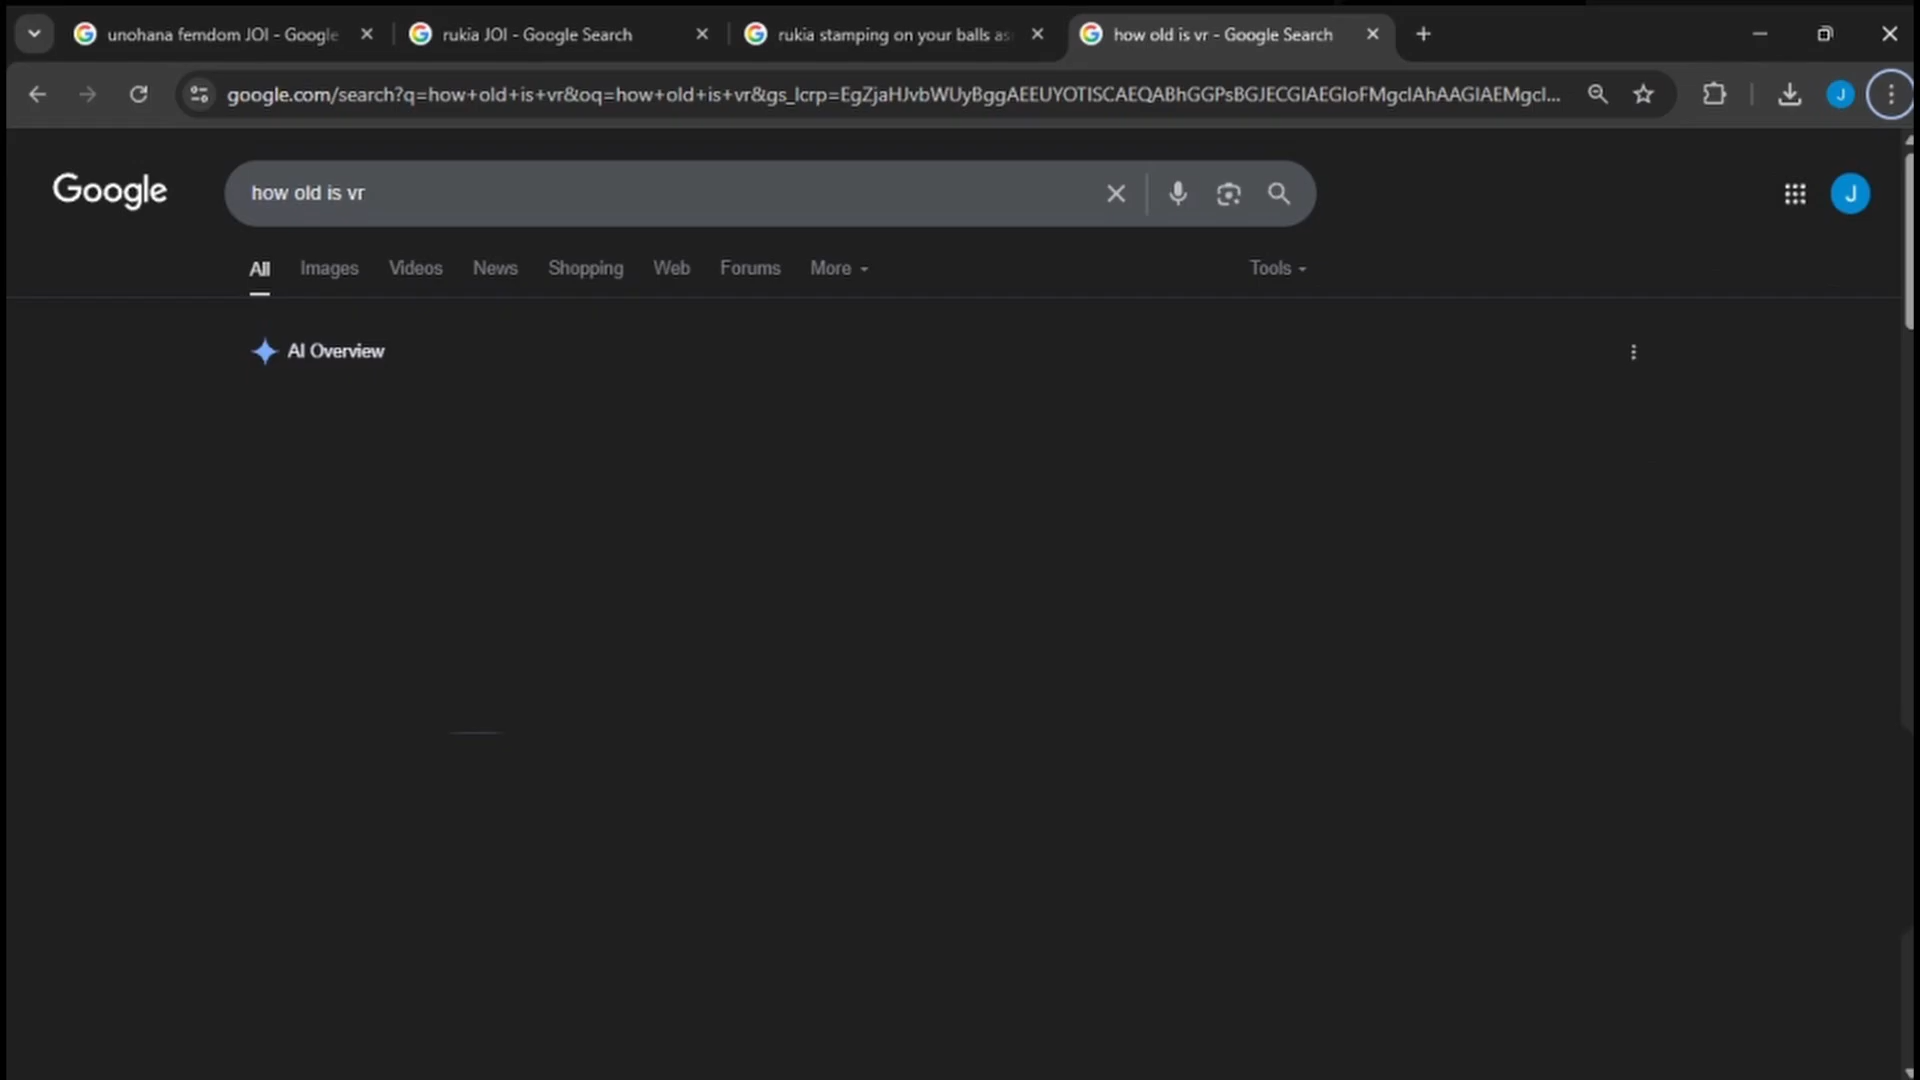 unohana femdom JOI - Google
rukia JOI - Google Search
rukia stamping on your balls as
how old is vr - Google Search
google.com/search?q=how+old+is+vr&oq=how+old+is+vr&gs_lcrp=EgZjaHJvbWUyBggAEEUYOTISCAEQABhGGPsBGJECGIAEGIoFMgcIAhAAGIAEMgcI...
J
Google
how old is vr
J
All
Images
Videos
News
Shopping
Web
Forums
More
Tools
AI Overview